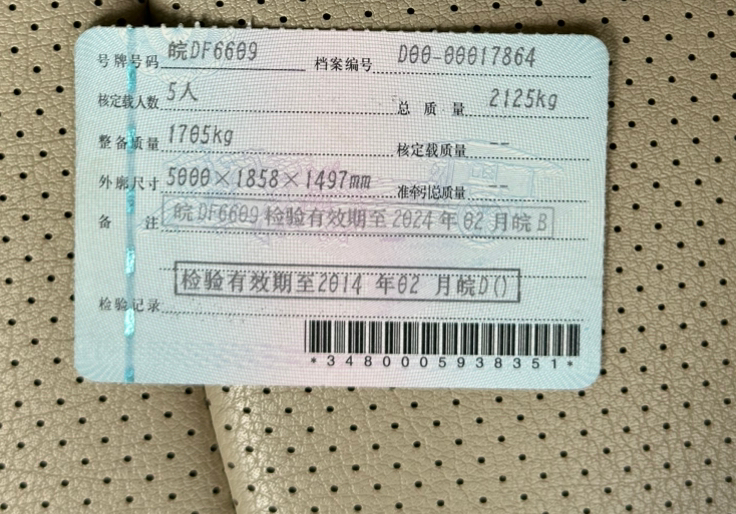 号牌号码 皖DF6609 档案编号 D00-00017864
核定载人数 5人 总质量 2125kg
整备质量 1705kg 核定载质量 --
外廓尺寸 5000×1858×1497mm 准牵引总质量 --
备注 皖DF6609检验有效期至2024年02月皖B
检验有效期至2014 年02 月皖D()
检验记录
*3480005938351*